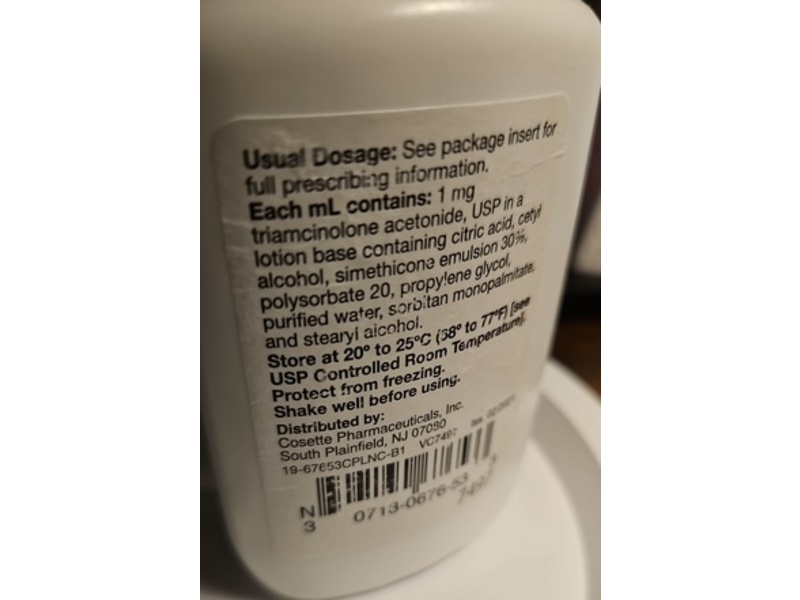 Usual Dosage: See package insert for
full prescribing information.
Each mL contains: 1 mg
triamcinolone acetonide, USP in a
lotion base containing citric acid, cetyl
alcohol, simethicone emulsion 30%,
polysorbate 20, propylene glycol,
purified water, sorbitan monopalmitate,
and stearyl alcohol.
Store at 20° to 25°C (68° to 77°F) [see
USP Controlled Room Temperature].
Protect from freezing.
Shake well before using.
Distributed by:
Cosette Pharmaceuticals, Inc.
South Plainfield, NJ 07080
19-67653CPLNC-B1 VC7497
N
3 0713-0676-53 3
7497